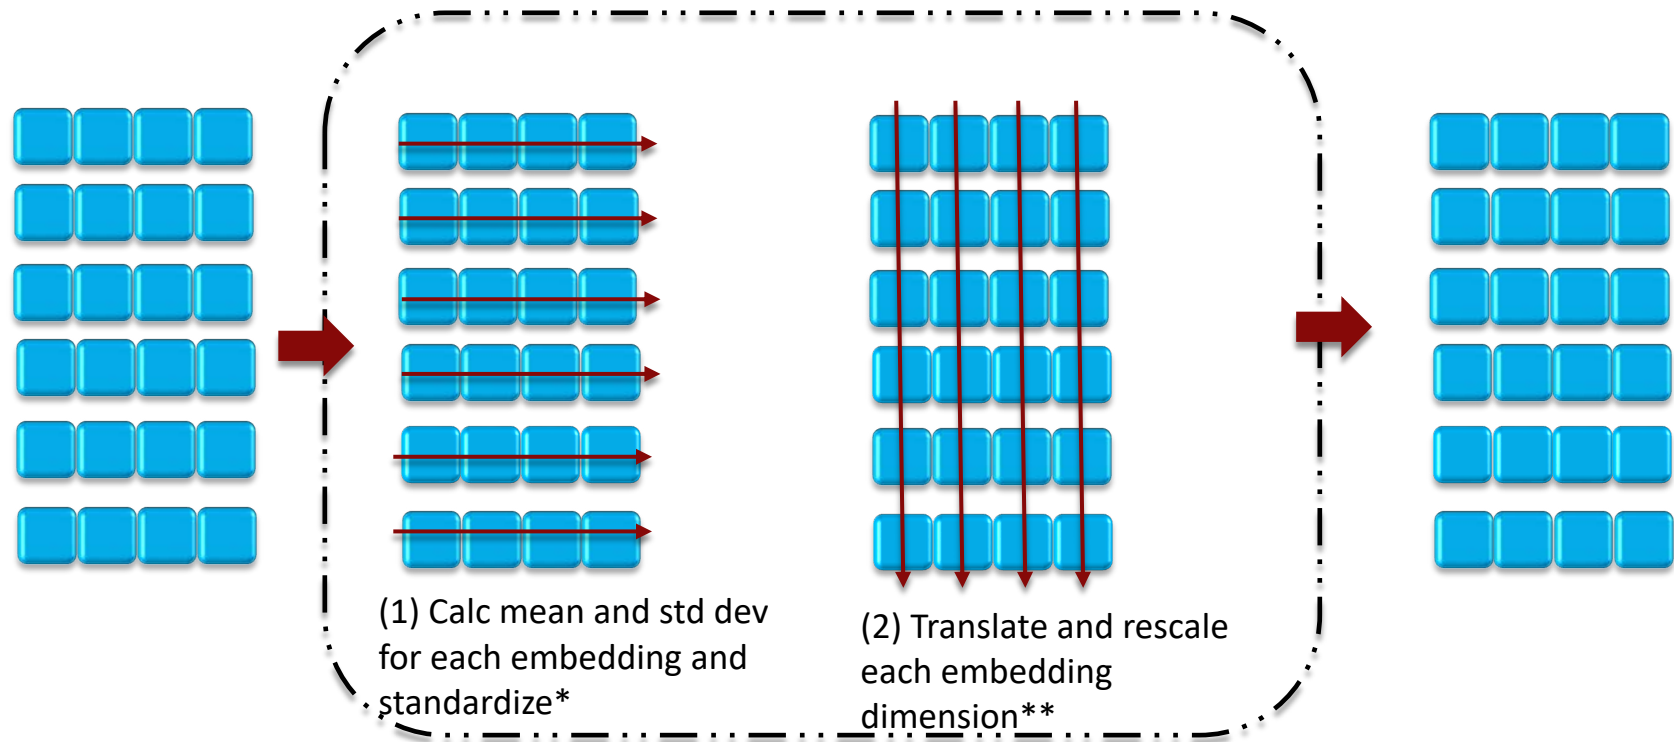 (1) Calc mean and std dev
for each embedding and
standardize*
(2) Translate and rescale
each embedding
dimension**